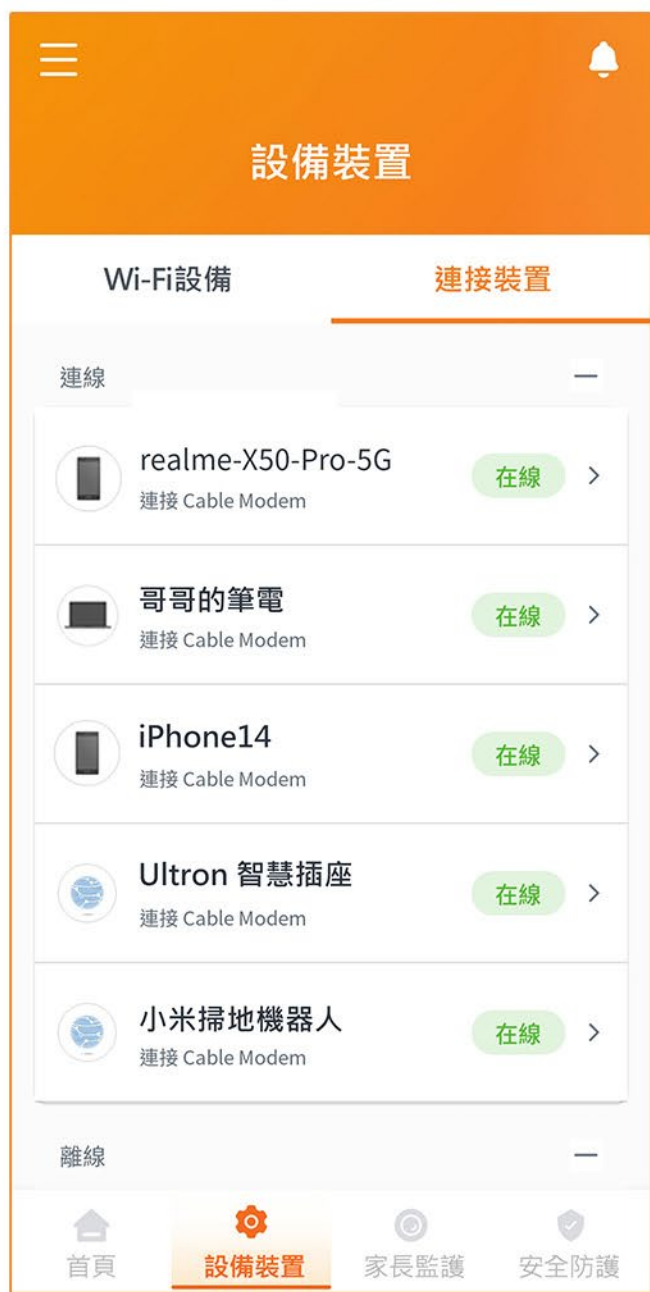 設備裝置
Wi-Fi設備
連接裝置
連線
realme-X50-Pro-5G
連接 Cable Modem
在線
哥哥的筆電
連接 Cable Modem
在線
iPhone14
連接 Cable Modem
在線
Ultron 智慧插座
連接 Cable Modem
在線
小米掃地機器人
連接 Cable Modem
在線
離線
首頁
設備裝置
家長監護
安全防護